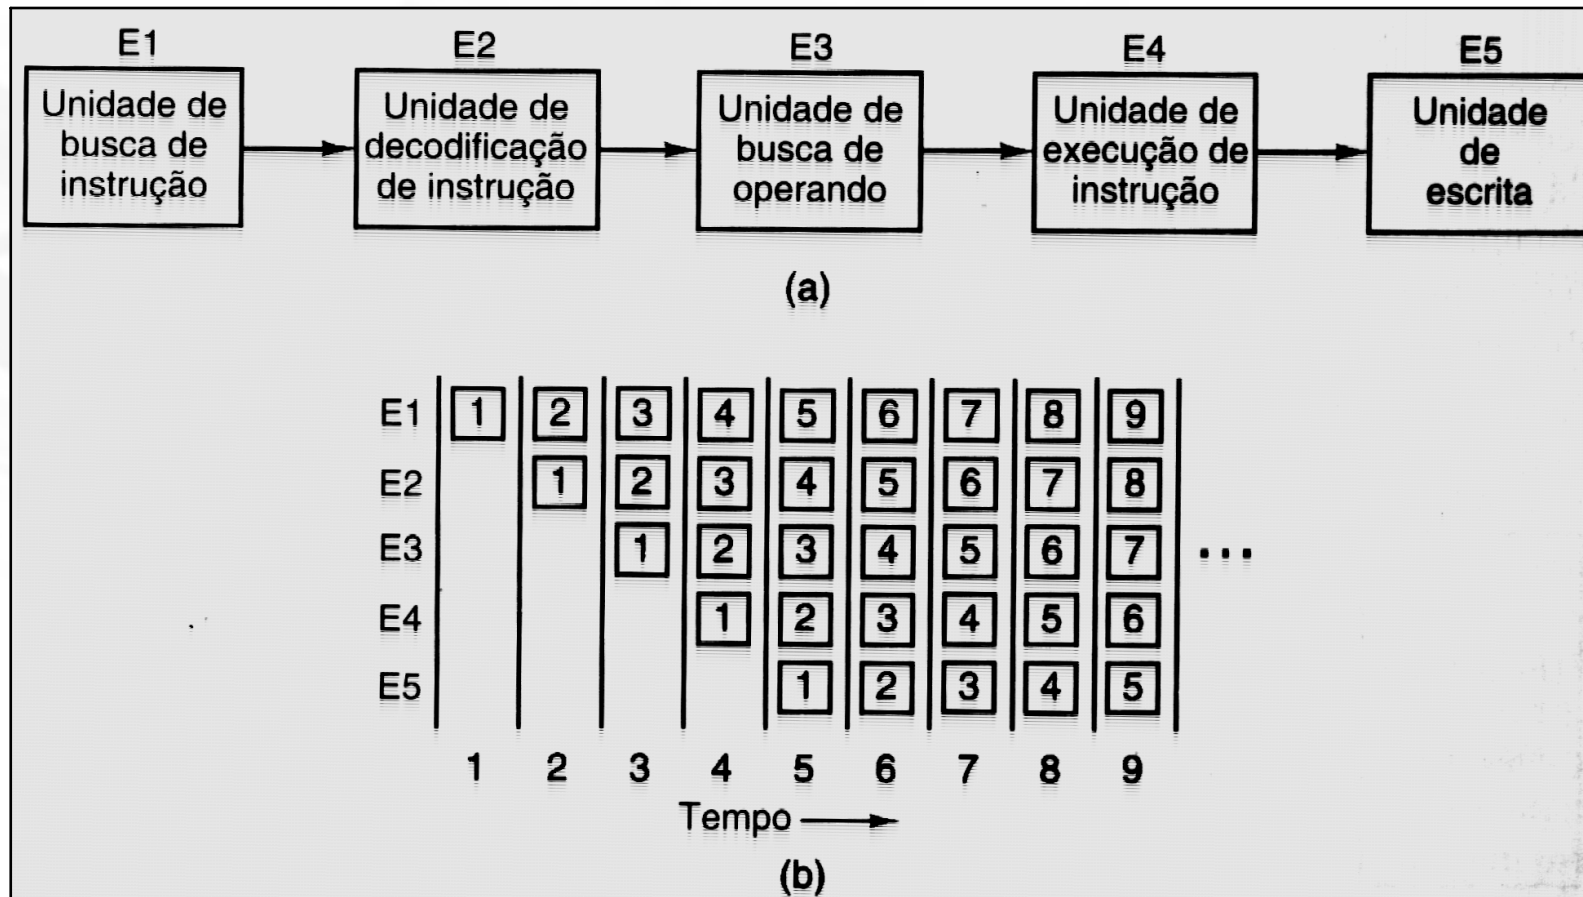 E1 E2 E3 E4 E5
Unidade de
busca de
instrução
Unidade de
decodificação
de instrução
Unidade de
busca de
operando
Unidade de
execução de
instrução
Unidade
de
escrita
(a)
E1 1 2 3 4 5 6 7 8 9
E2 1 2 3 4 5 6 7 8
E3 1 2 3 4 5 6 7 ...
E4 1 2 3 4 5 6
E5 1 2 3 4 5
1 2 3 4 5 6 7 8 9
Tempo
(b)